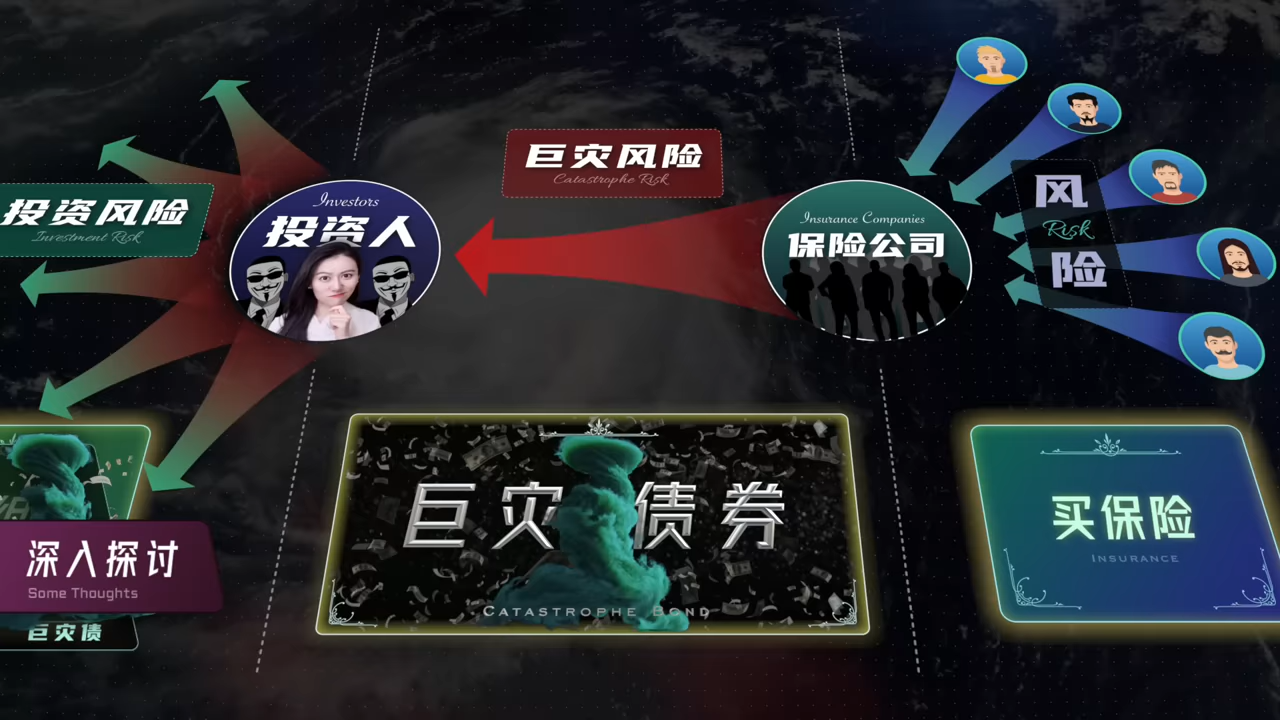 巨灾风险
Catastrophe Risk
投资风险
Investment Risk
Investors
投资人
Insurance Companies
保险公司
风
Risk
险
巨灾债券
Catastrophe Bond
买保险
Insurance
深入探讨
Some Thoughts
巨灾债